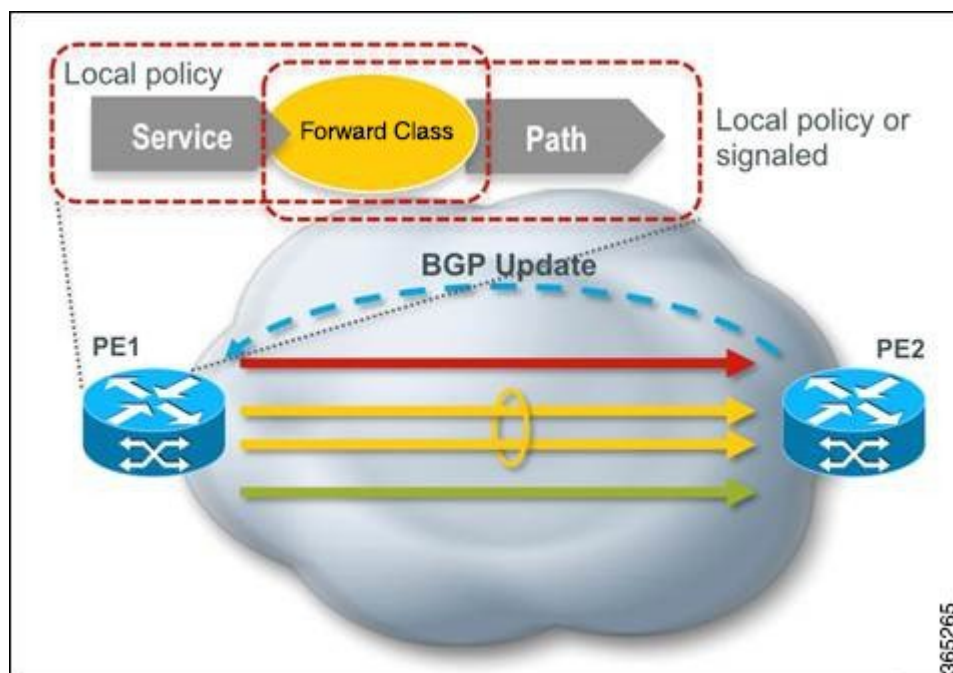 Local policy
Service
Forward Class
Path
Local policy or
signaled
BGP Update
PE1
PE2
365265